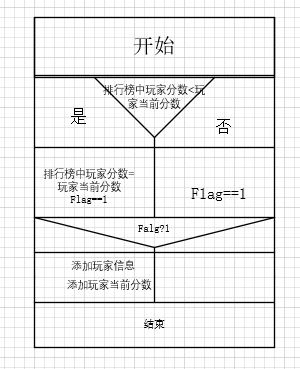 开始
排行榜中玩家分数<玩
家当前分数
是
否
排行榜中玩家分数=
玩家当前分数
Flag==1
Flag==1
Falg?1
添加玩家信息
添加玩家当前分数
结束